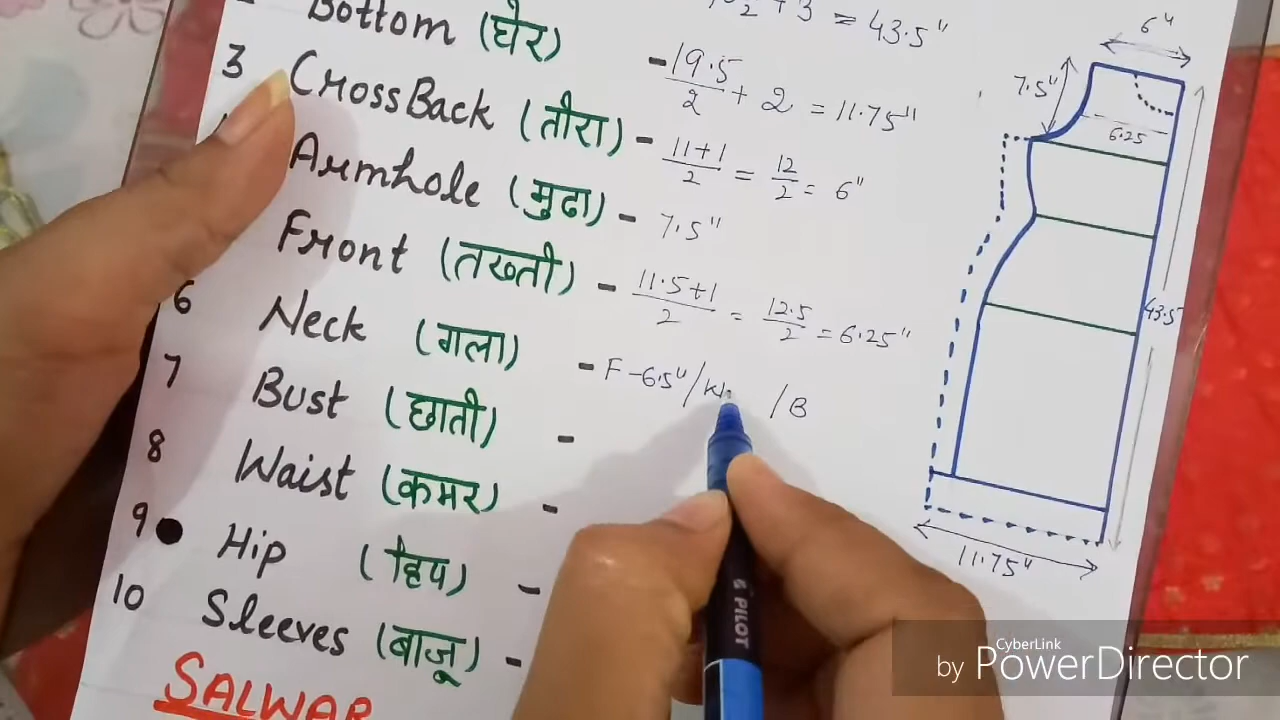 + 3 = 43.5"
Bottom (घेर) - 19.5/2 + 2 = 11.75"
3 CrossBack (तीरा) - 11+1/2 = 12/2 = 6"
Armhole (मुढा) - 7.5"
Front (तख्ती) - 11.5+1/2 = 12.5/2 = 6.25"
6 Neck (गला) - F-6.5"/ /B
7 Bust (छाती) -
8 Waist (कमर) -
9 Hip (हिप) -
10 Sleeves (बाजू) -
SALWAR
6"
7.5"
6.25
43.5"
11.75"
PILOT
CyberLink
by PowerDirector